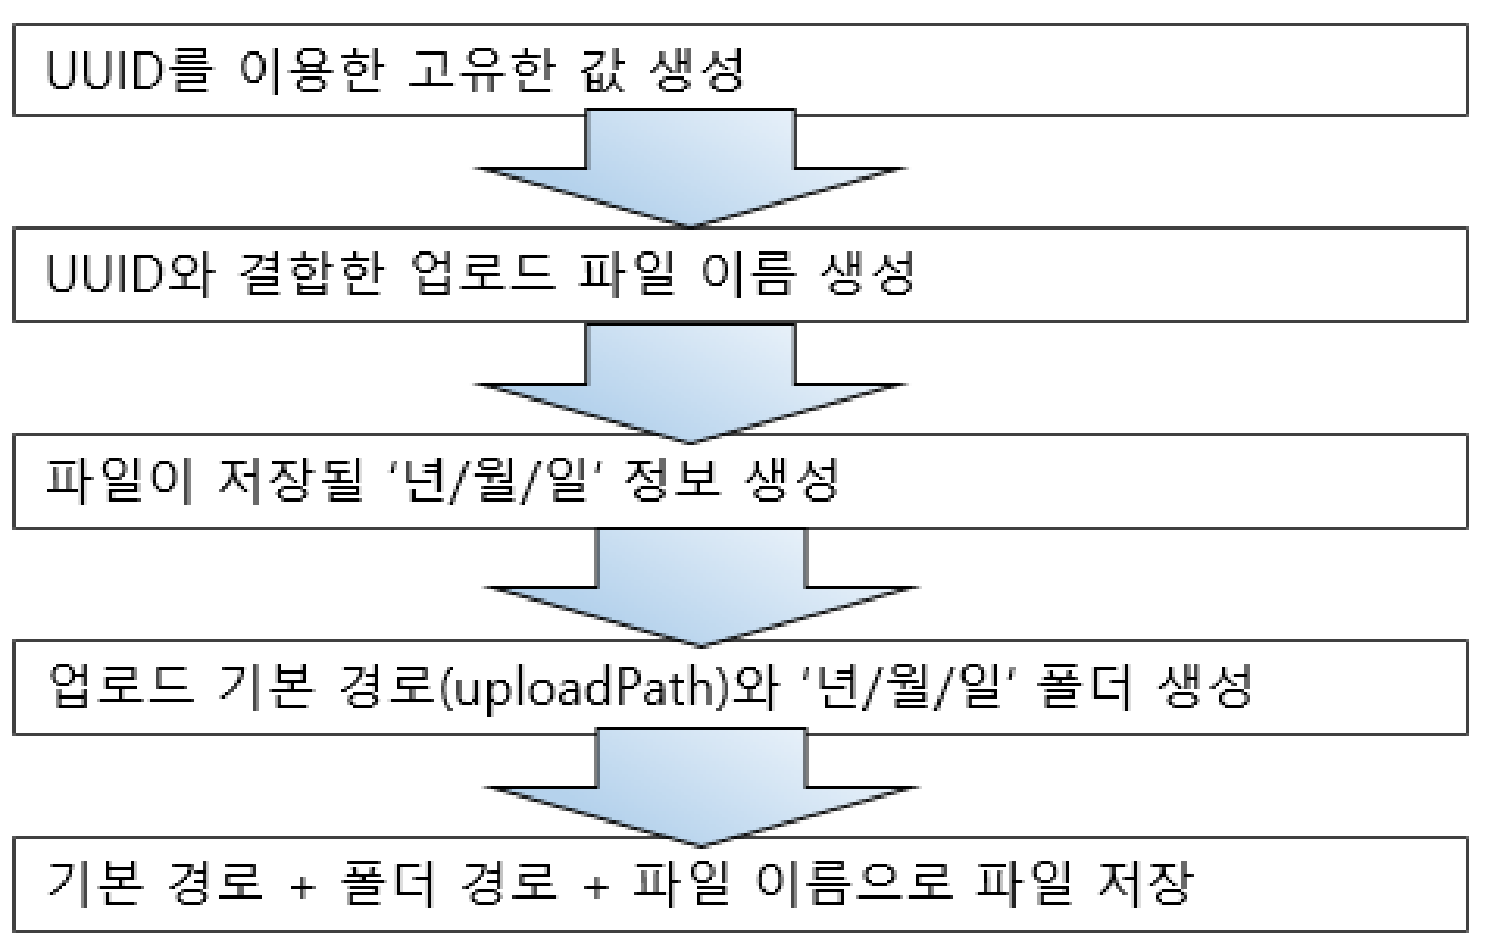 UUID를 이용한 고유한 값 생성
UUID와 결합한 업로드 파일 이름 생성
파일이 저장될 ‘년/월/일’ 정보 생성
업로드 기본 경로(uploadPath)와 ‘년/월/일’ 폴더 생성
기본 경로 + 폴더 경로 + 파일 이름으로 파일 저장